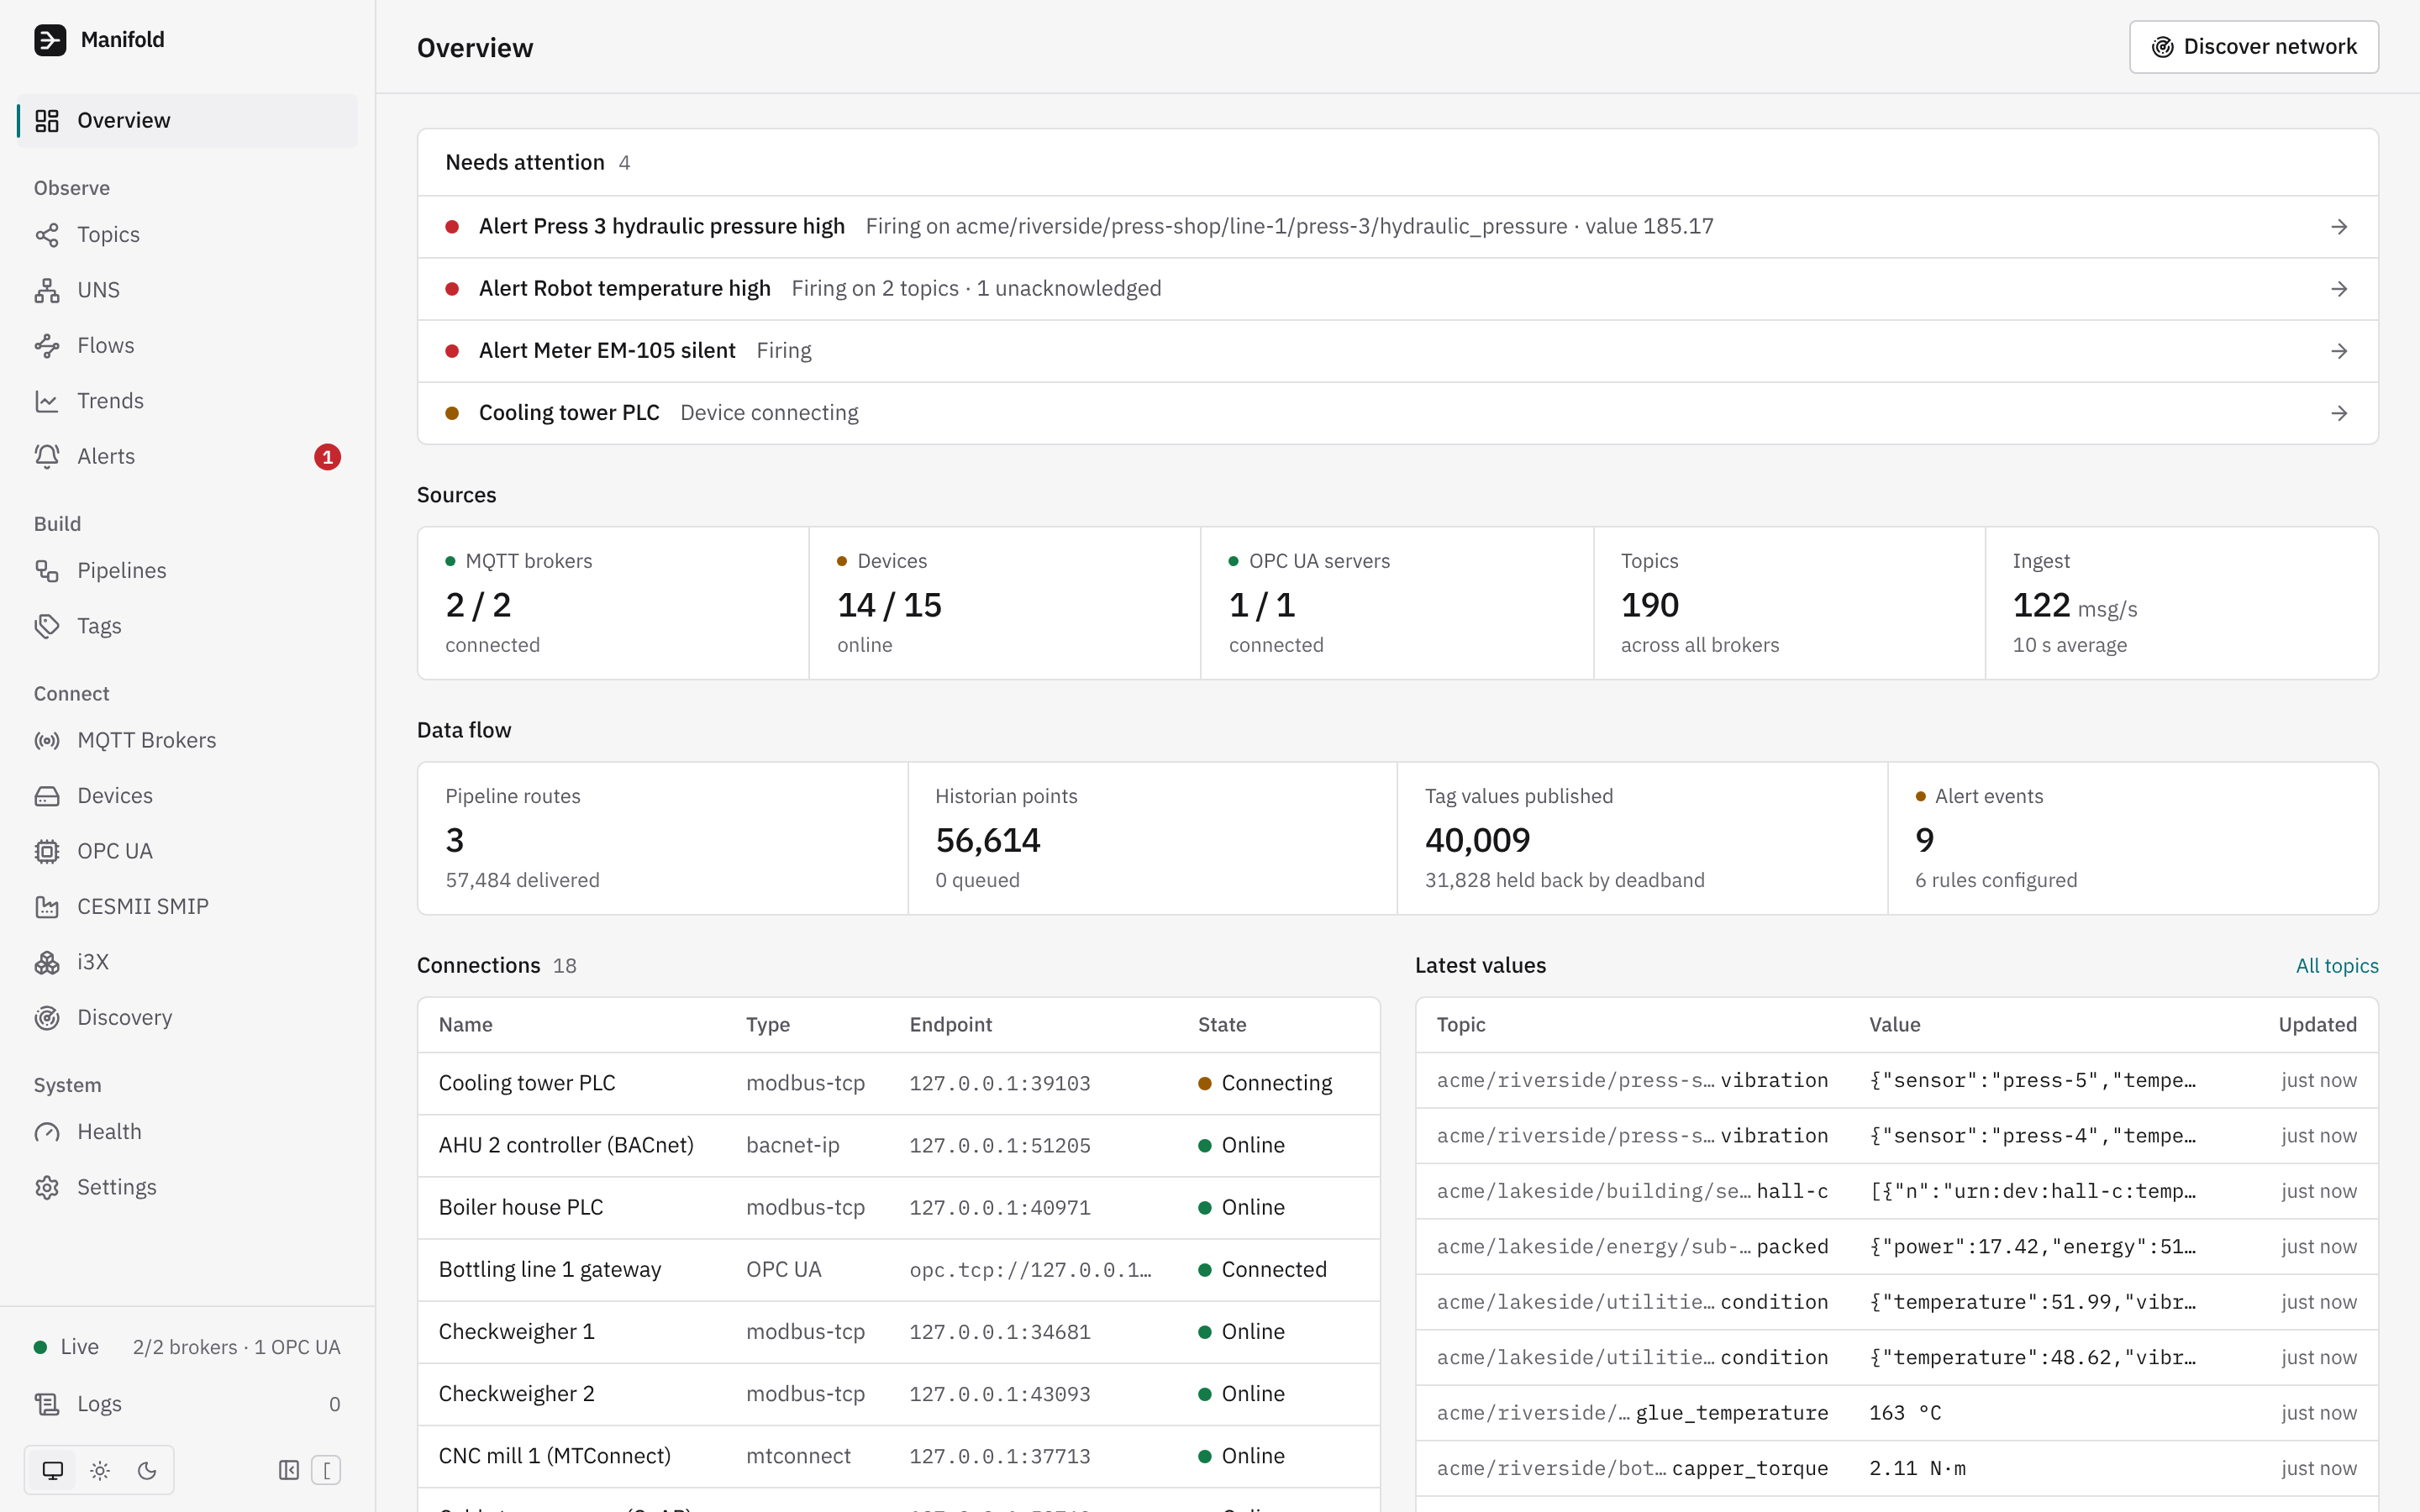 Manifold
Overview
Observe
Topics
UNS
Flows
Trends
Alerts 1
Build
Pipelines
Tags
Connect
MQTT Brokers
Devices
OPC UA
CESMII SMIP
i3X
Discovery
System
Health
Settings
Live 2/2 brokers · 1 OPC UA
Logs 0
[
Overview
Discover network
Needs attention 4
Alert Press 3 hydraulic pressure high Firing on acme/riverside/press-shop/line-1/press-3/hydraulic_pressure · value 185.17
Alert Robot temperature high Firing on 2 topics · 1 unacknowledged
Alert Meter EM-105 silent Firing
Cooling tower PLC Device connecting
Sources
MQTT brokers
2 / 2
connected
Devices
14 / 15
online
OPC UA servers
1 / 1
connected
Topics
190
across all brokers
Ingest
122 msg/s
10 s average
Data flow
Pipeline routes
3
57,484 delivered
Historian points
56,614
0 queued
Tag values published
40,009
31,828 held back by deadband
Alert events
9
6 rules configured
Connections 18
Name Type Endpoint State
Cooling tower PLC modbus-tcp 127.0.0.1:39103 Connecting
AHU 2 controller (BACnet) bacnet-ip 127.0.0.1:51205 Online
Boiler house PLC modbus-tcp 127.0.0.1:40971 Online
Bottling line 1 gateway OPC UA opc.tcp://127.0.0.1… Connected
Checkweigher 1 modbus-tcp 127.0.0.1:34681 Online
Checkweigher 2 modbus-tcp 127.0.0.1:43093 Online
CNC mill 1 (MTConnect) mtconnect 127.0.0.1:37713 Online
Latest values All topics
Topic Value Updated
acme/riverside/press-s… vibration {"sensor":"press-5","tempe… just now
acme/riverside/press-s… vibration {"sensor":"press-4","tempe… just now
acme/lakeside/building/se… hall-c [{"n":"urn:dev:hall-c:temp… just now
acme/lakeside/energy/sub-… packed {"power":17.42,"energy":51… just now
acme/lakeside/utilitie… condition {"temperature":51.99,"vibr… just now
acme/lakeside/utilitie… condition {"temperature":48.62,"vibr… just now
acme/riverside/… glue_temperature 163 °C just now
acme/riverside/bot… capper_torque 2.11 N·m just now